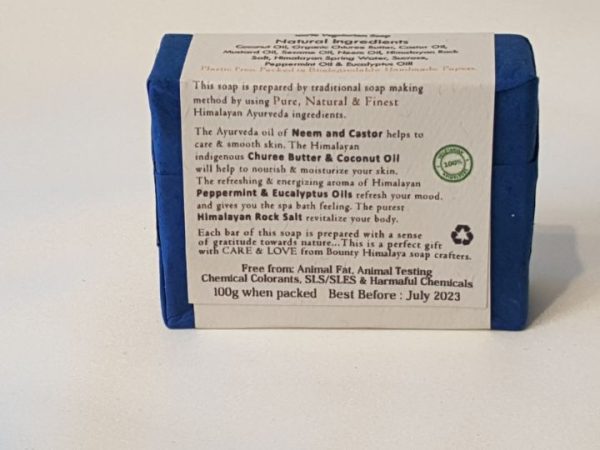 100% Vegetarian Soap
Natural Ingredients
Coconut Oil, Organic Chiuree Butter, Castor Oil,
Mustard Oil, Sesame Oil, Neem Oil, Himalayan Rock
Salt, Himalayan Spring Water, Sucrose,
Peppermint Oil & Eucalyptus Oill
Plastic Free Packed in Biodegradable Handmade Papers
This soap is prepared by traditional soap making
method by using Pure, Natural & Finest
Himalayan Ayurveda ingredients.
The Ayurveda oil of Neem and Castor helps to
care & smooth skin. The Himalayan
indigenous Churee Butter & Coconut Oil
will help to nourish & moisturize your skin.
The refreshing & energizing aroma of Himalayan
Peppermint & Eucalyptus Oils refresh your mood,
and gives you the spa bath feeling. The purest
Himalayan Rock Salt revitalize your body.
100%
Each bar of this soap is prepared with a sense
of gratitude towards nature...This is a perfect gift
with CARE & LOVE from Bounty Himalaya soap crafters.
Free from: Animal Fat, Animal Testing
Chemical Colorants, SLS/SLES & Harmaful Chemicals
100g when packed Best Before : July 2023